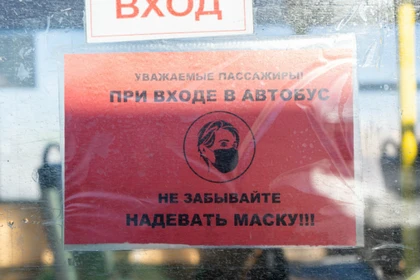 ВХОД
УВАЖАЕМЫЕ ПАССАЖИРЫ!
ПРИ ВХОДЕ В АВТОБУС
НЕ ЗАБЫВАЙТЕ
НАДЕВАТЬ МАСКУ!!!